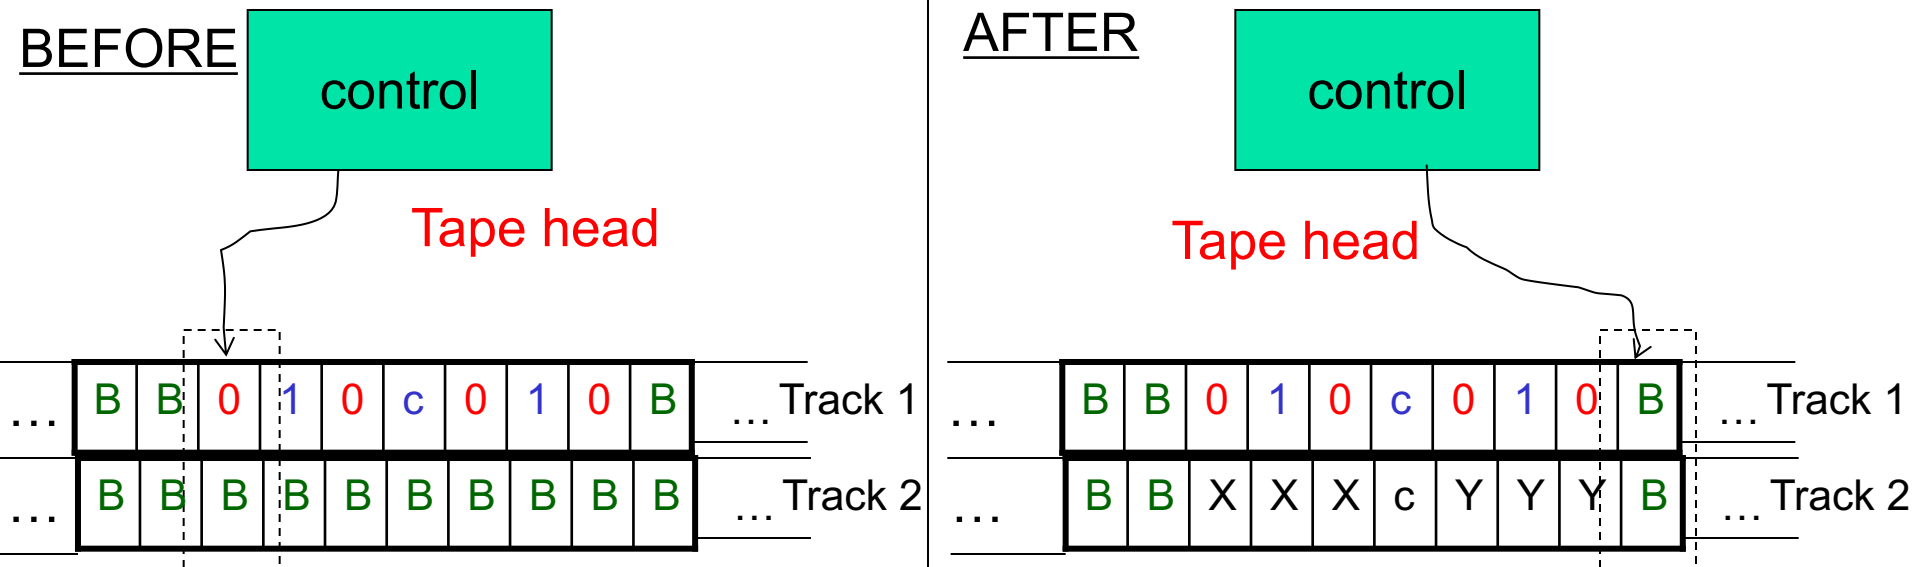 BEFORE
control
Tape head
... B B 0 1 0 c 0 1 0 B ... Track 1
... B B B B B B B B B B ... Track 2
AFTER
control
Tape head
... B B 0 1 0 c 0 1 0 B ... Track 1
... B B X X X c Y Y Y B ... Track 2